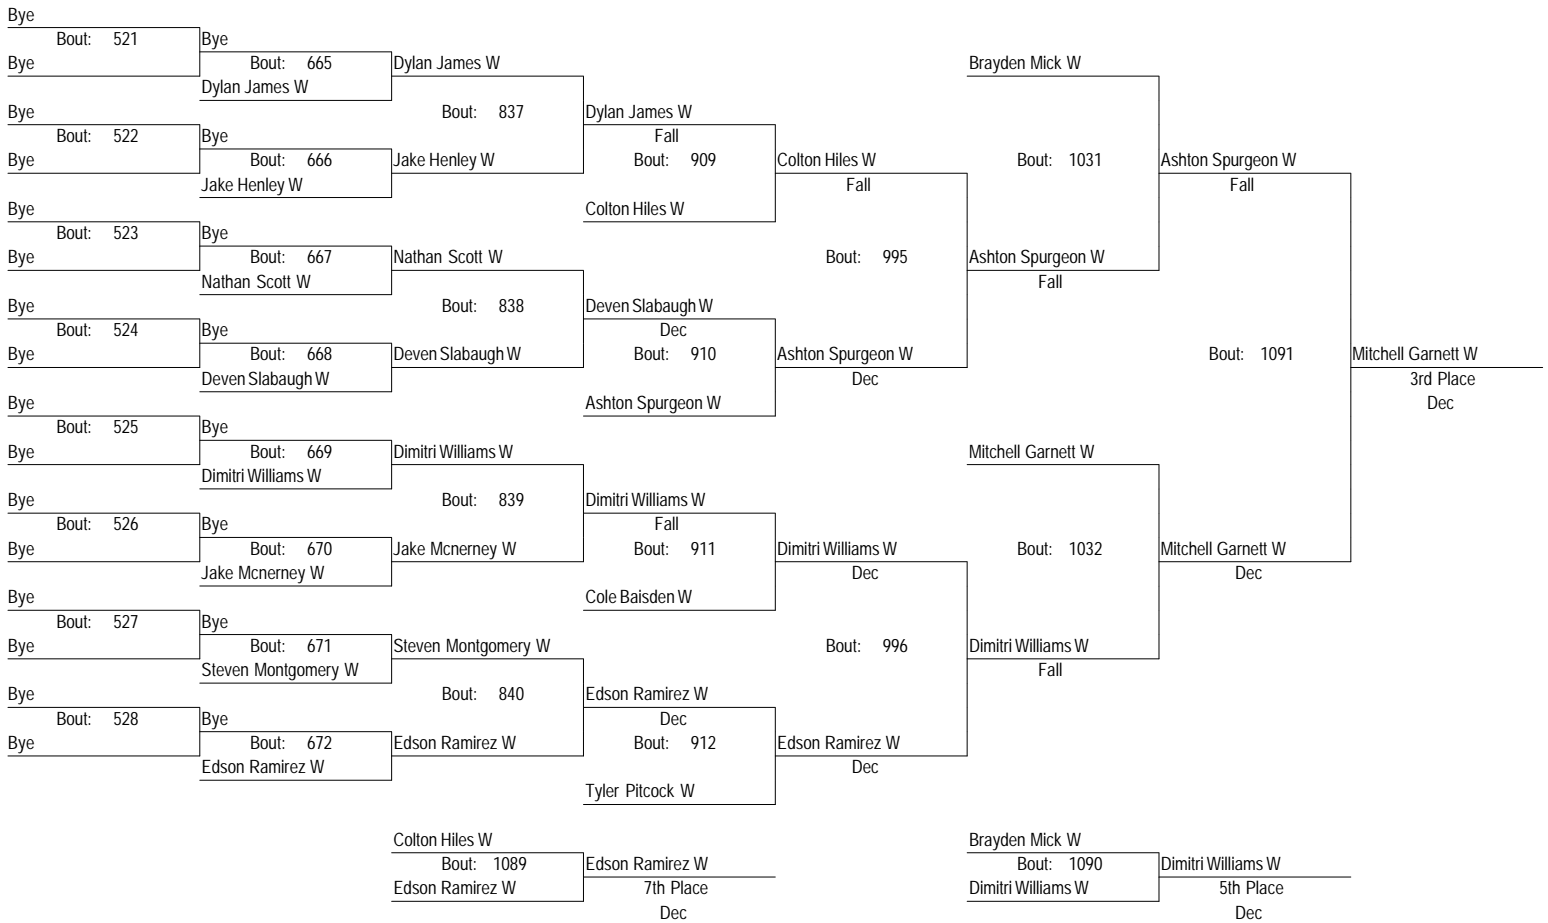 Bye
Bout: 521
Bye
Bye
Bout: 665
Dylan James W
Dylan James W
Bye
Bout: 522
Bye
Bye
Bout: 666
Jake Henley W
Jake Henley W
Bout: 837
Dylan James W
Fall
Bout: 909
Colton Hiles W
Colton Hiles W
Fall
Bye
Bout: 523
Bye
Bye
Bout: 667
Nathan Scott W
Nathan Scott W
Bye
Bout: 524
Bye
Bye
Bout: 668
Deven Slabaugh W
Deven Slabaugh W
Bout: 838
Deven Slabaugh W
Dec
Bout: 910
Ashton Spurgeon W
Ashton Spurgeon W
Dec
Bout: 995
Ashton Spurgeon W
Fall
Brayden Mick W
Bout: 1031
Ashton Spurgeon W
Fall
Bye
Bout: 525
Bye
Bye
Bout: 669
Dimitri Williams W
Dimitri Williams W
Bye
Bout: 526
Bye
Bye
Bout: 670
Jake Mcnerney W
Jake Mcnerney W
Bout: 839
Dimitri Williams W
Fall
Bout: 911
Cole Baisden W
Dimitri Williams W
Dec
Bye
Bout: 527
Bye
Bye
Bout: 671
Steven Montgomery W
Steven Montgomery W
Bye
Bout: 528
Bye
Bye
Bout: 672
Edson Ramirez W
Edson Ramirez W
Bout: 840
Edson Ramirez W
Dec
Bout: 912
Tyler Pitcock W
Edson Ramirez W
Dec
Bout: 996
Dimitri Williams W
Fall
Mitchell Garnett W
Bout: 1032
Mitchell Garnett W
Dec
Bout: 1091
Mitchell Garnett W
3rd Place
Dec
Colton Hiles W
Bout: 1089
Edson Ramirez W
Edson Ramirez W
7th Place
Dec
Brayden Mick W
Bout: 1090
Dimitri Williams W
Dimitri Williams W
5th Place
Dec